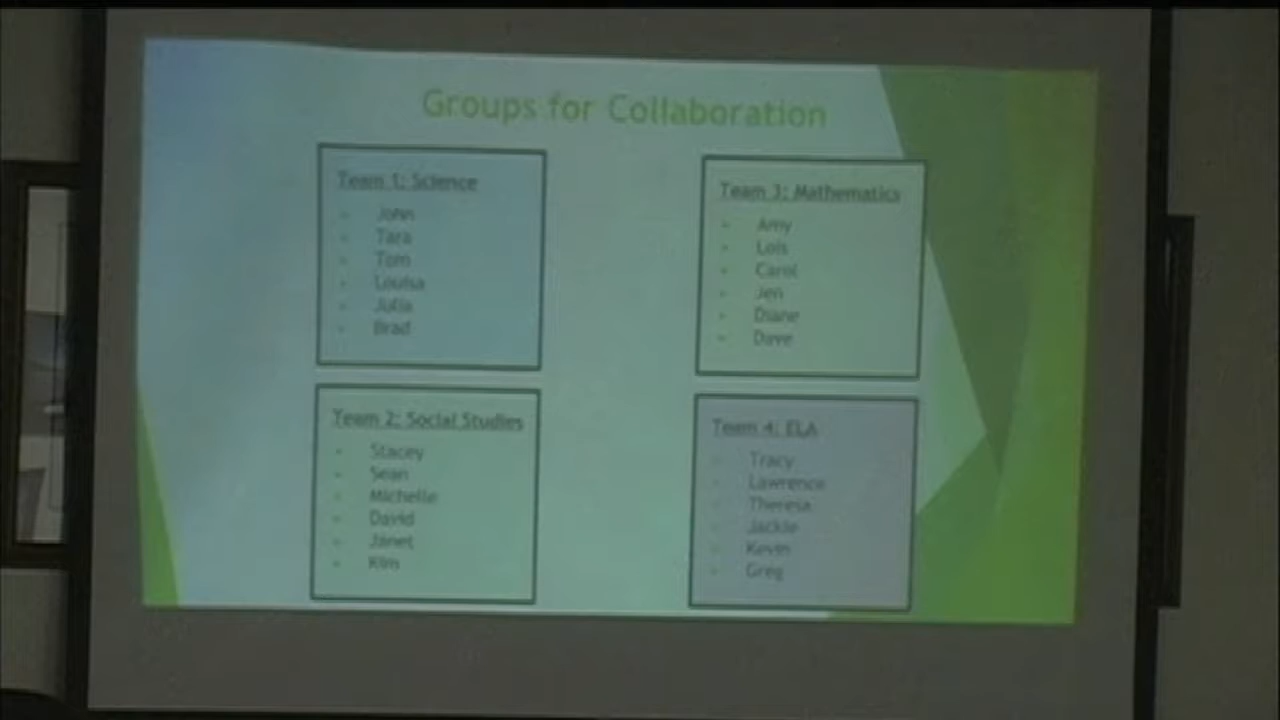 Groups for Collaboration
Team 1: Science
- John
- Tara
- Tom
- Louisa
- Julia
- Brad
Team 2: Social Studies
- Stacey
- Sean
- Michelle
- David
- Janet
- Kim
Team 3: Mathematics
- Amy
- Lois
- Carol
- Jen
- Diane
- Dave
Team 4: ELA
- Tracy
- Lawrence
- Theresa
- Jackie
- Kevin
- Greg